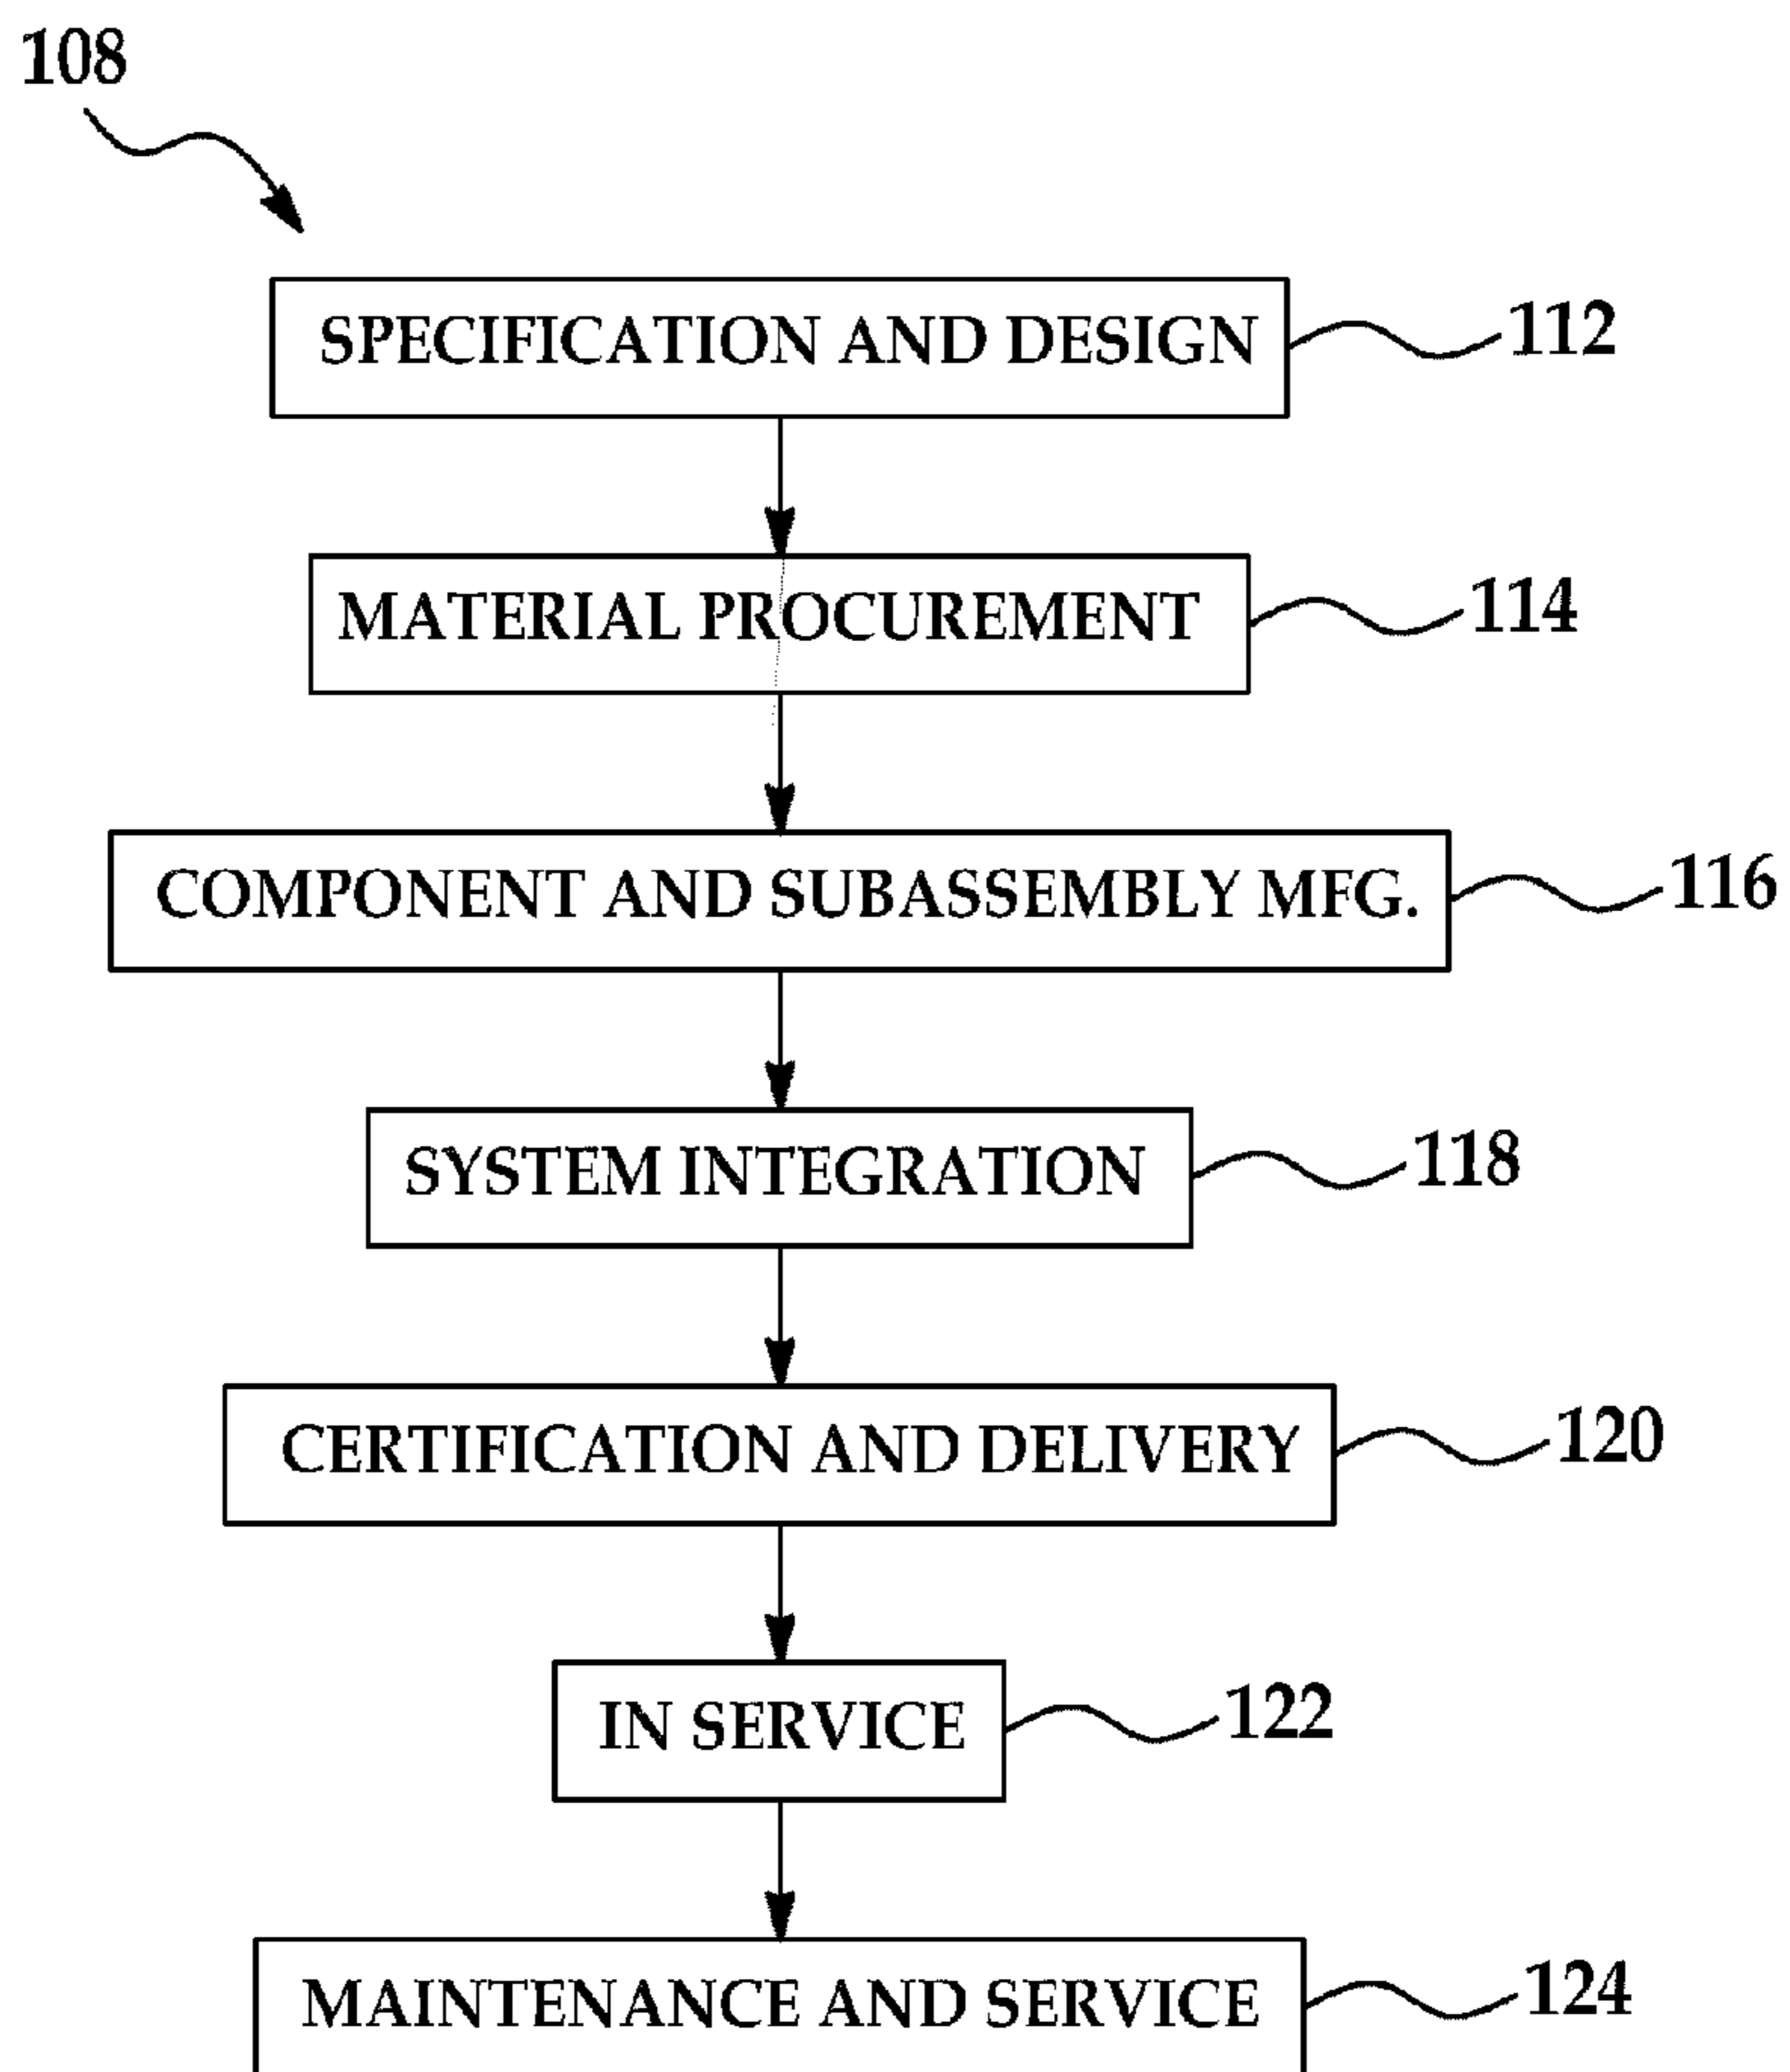 108
SPECIFICATION AND DESIGN 112
MATERIAL PROCUREMENT 114
COMPONENT AND SUBASSEMBLY MFG. 116
SYSTEM INTEGRATION 118
CERTIFICATION AND DELIVERY 120
IN SERVICE 122
MAINTENANCE AND SERVICE 124